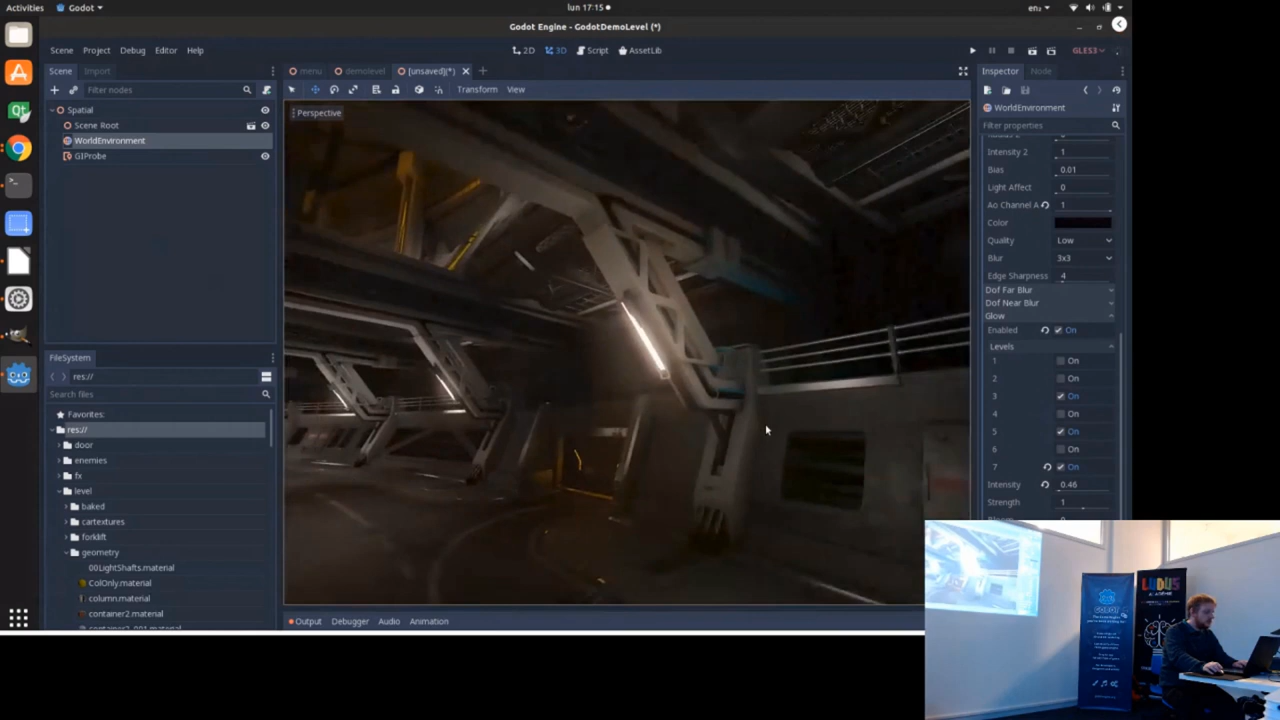 Activities Godot lun 17:15 en₂
Godot Engine - GodotDemoLevel (*)
Scene Project Debug Editor Help 2D 3D Script AssetLib GLES3
Scene Import
menu demolevel [unsaved](*)
Inspector Node
Filter nodes
Transform View
Spatial
Scene Root
WorldEnvironment
GIProbe
Perspective
WorldEnvironment
Filter properties
Intensity 2 1
Bias 0.01
Light Affect 0
Ao Channel A 1
Color
Quality Low
Blur 3x3
Edge Sharpness 4
Dof Far Blur
Dof Near Blur
Glow
Enabled On
Levels
1 On
2 On
3 On
4 On
5 On
6 On
7 On
Intensity 0.46
Strength 1
FileSystem
res://
Search files
Favorites:
res://
door
enemies
fx
level
baked
cartextures
forklift
geometry
00LightShafts.material
ColOnly.material
column.material
container2.material
Output Debugger Audio Animation
GODOT
LUDUS